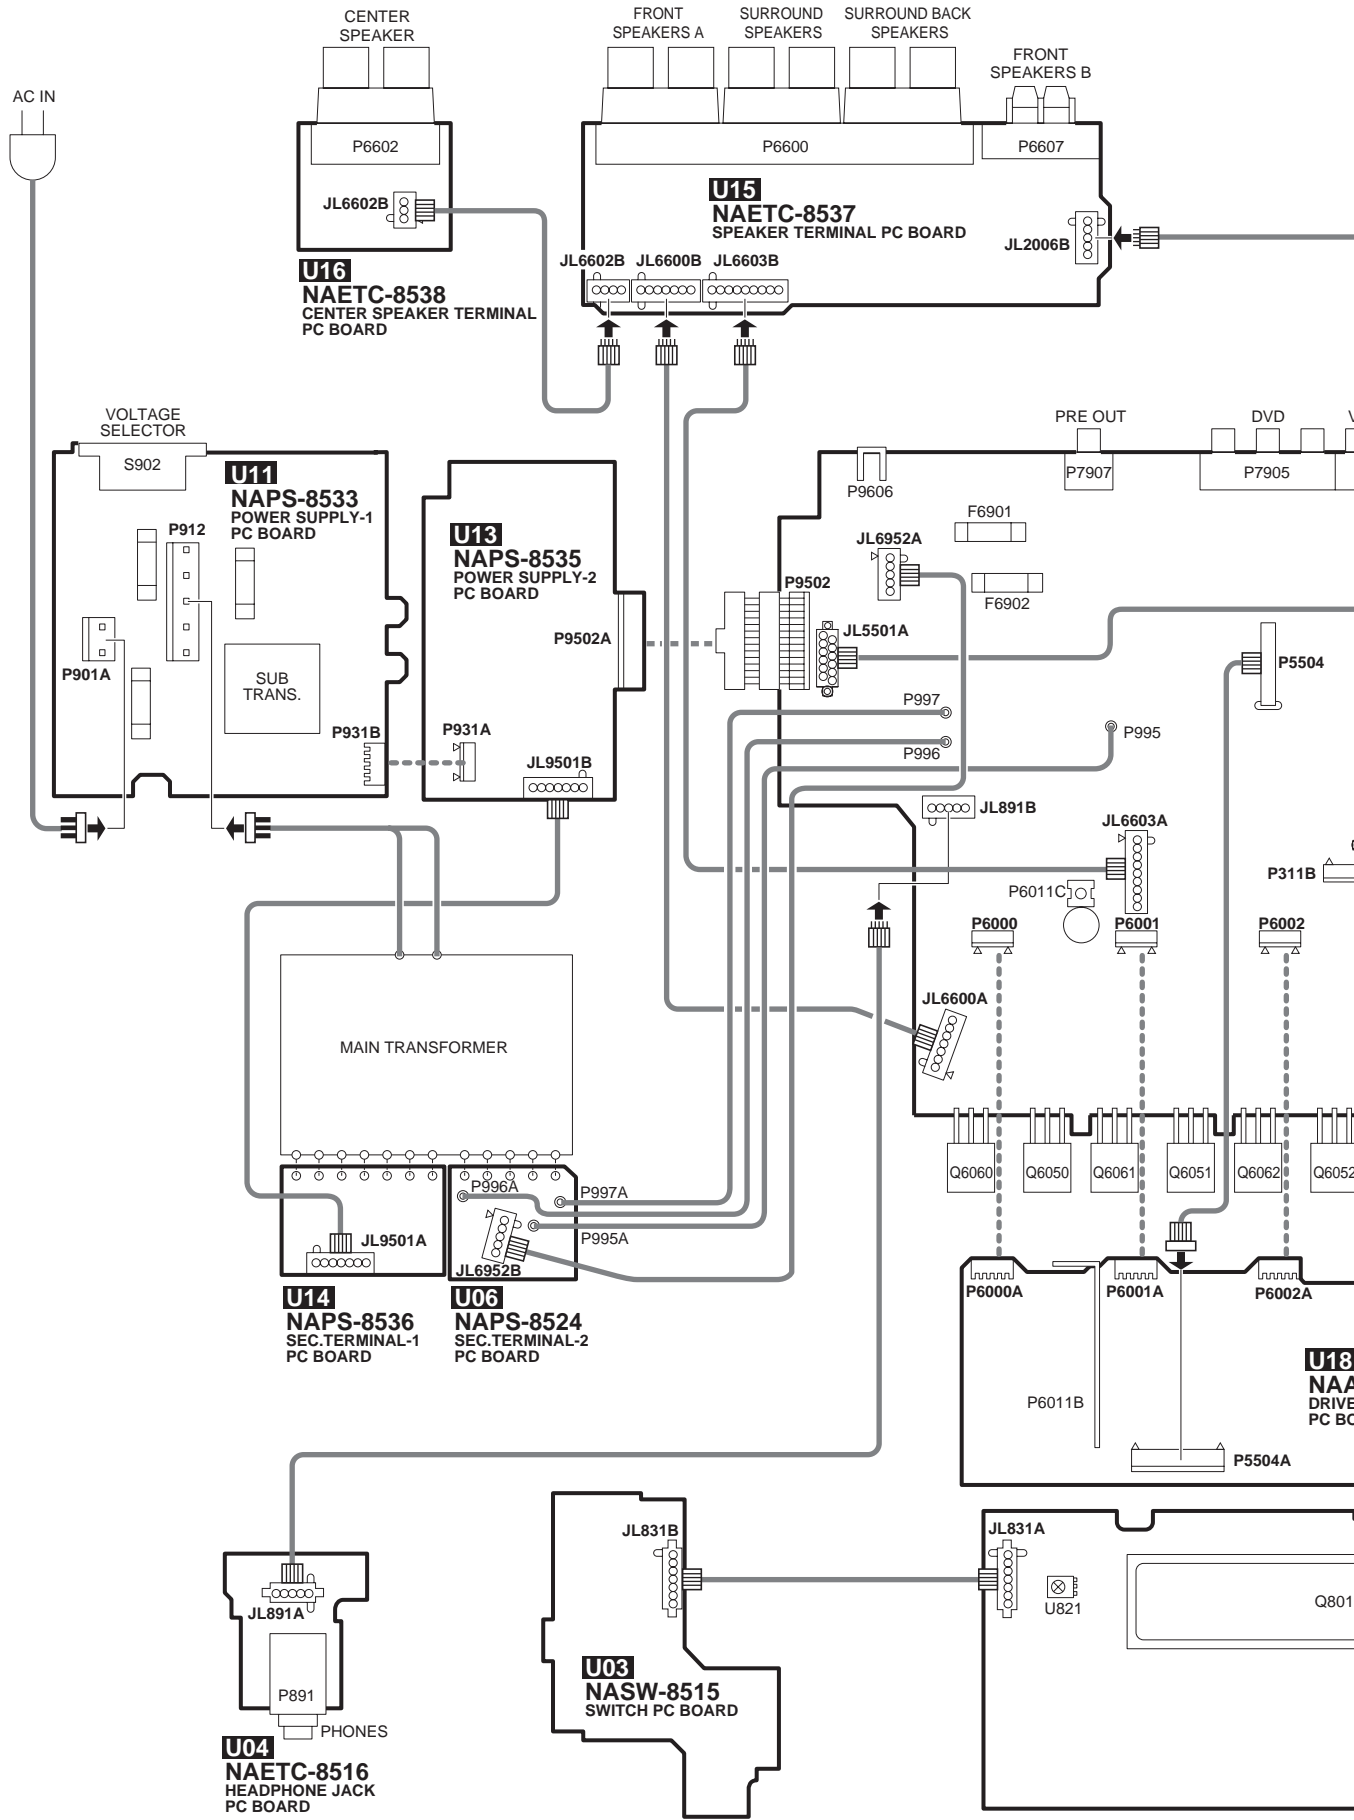 CENTER
SPEAKER
FRONT
SPEAKERS A
SURROUND
SPEAKERS
SURROUND BACK
SPEAKERS
FRONT
SPEAKERS B
AC IN
P6602
P6600
P6607
JL6602B
U15
NAETC-8537
SPEAKER TERMINAL PC BOARD
JL2006B
JL6602B
JL6600B
JL6603B
U16
NAETC-8538
CENTER SPEAKER TERMINAL
PC BOARD
VOLTAGE
SELECTOR
S902
U11
NAPS-8533
POWER SUPPLY-1
PC BOARD
P912
P901A
SUB
TRANS.
P931B
U13
NAPS-8535
POWER SUPPLY-2
PC BOARD
P9502A
P931A
JL9501B
PRE OUT
DVD
V
P9606
P7907
P7905
F6901
JL6952A
F6902
P9502
JL5501A
P5504
P997
P996
P995
JL891B
JL6603A
P311B
P6011C
P6000
P6001
P6002
JL6600A
MAIN TRANSFORMER
Q6060
Q6050
Q6061
Q6051
Q6062
Q6052
P996A
P997A
P995A
JL9501A
JL6952B
U14
NAPS-8536
SEC.TERMINAL-1
PC BOARD
U06
NAPS-8524
SEC.TERMINAL-2
PC BOARD
P6000A
P6001A
P6002A
U18
NAA
DRIVE
PC BO
P6011B
P5504A
JL831B
JL831A
U821
Q801
JL891A
P891
PHONES
U04
NAETC-8516
HEADPHONE JACK
PC BOARD
U03
NASW-8515
SWITCH PC BOARD